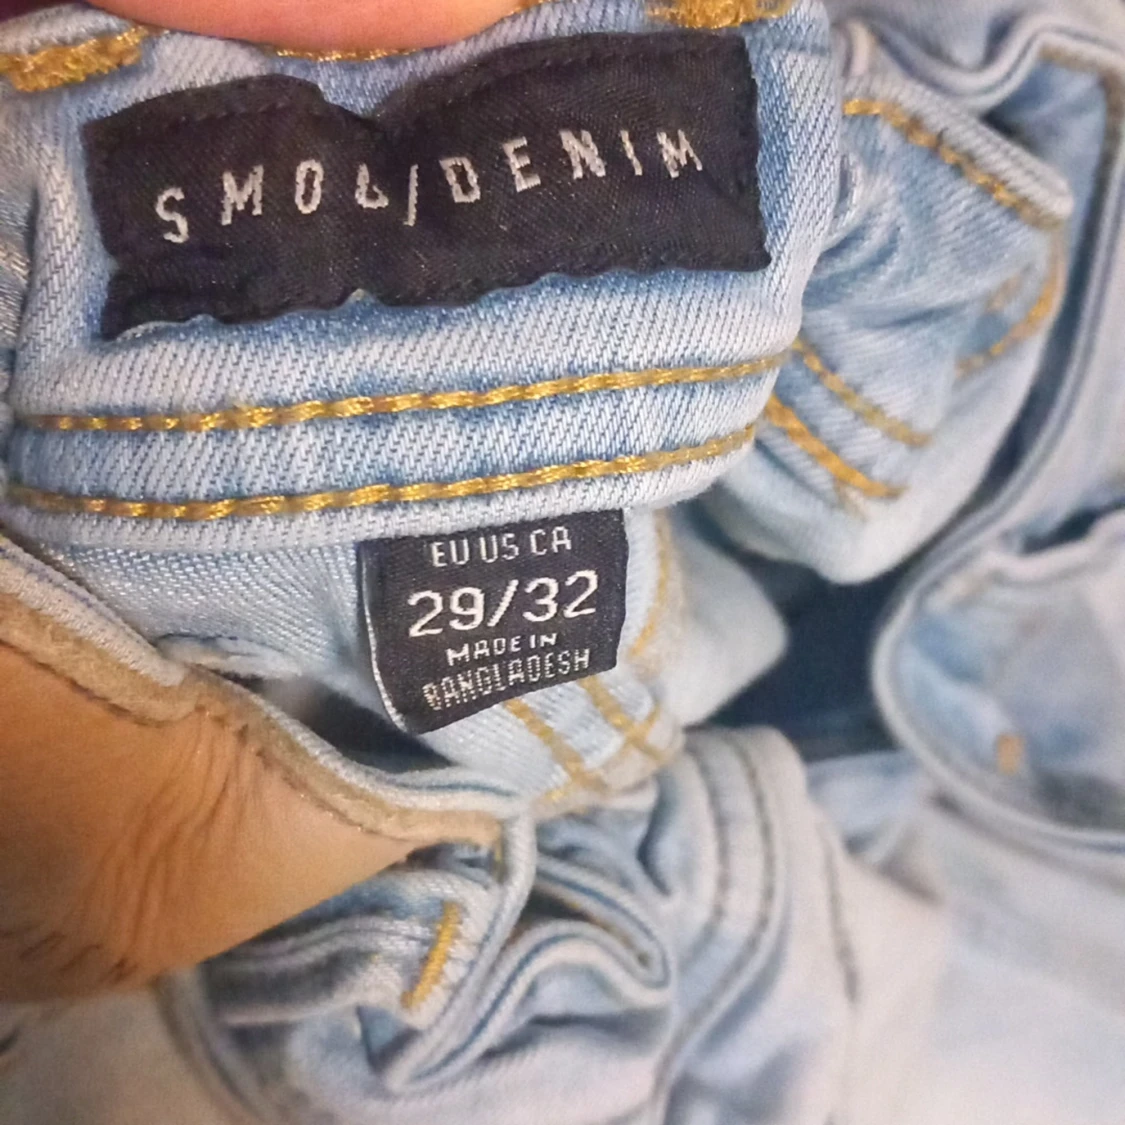 SMOG/DENIM
EU US CA
29/32
MADE IN
BANGLADESH